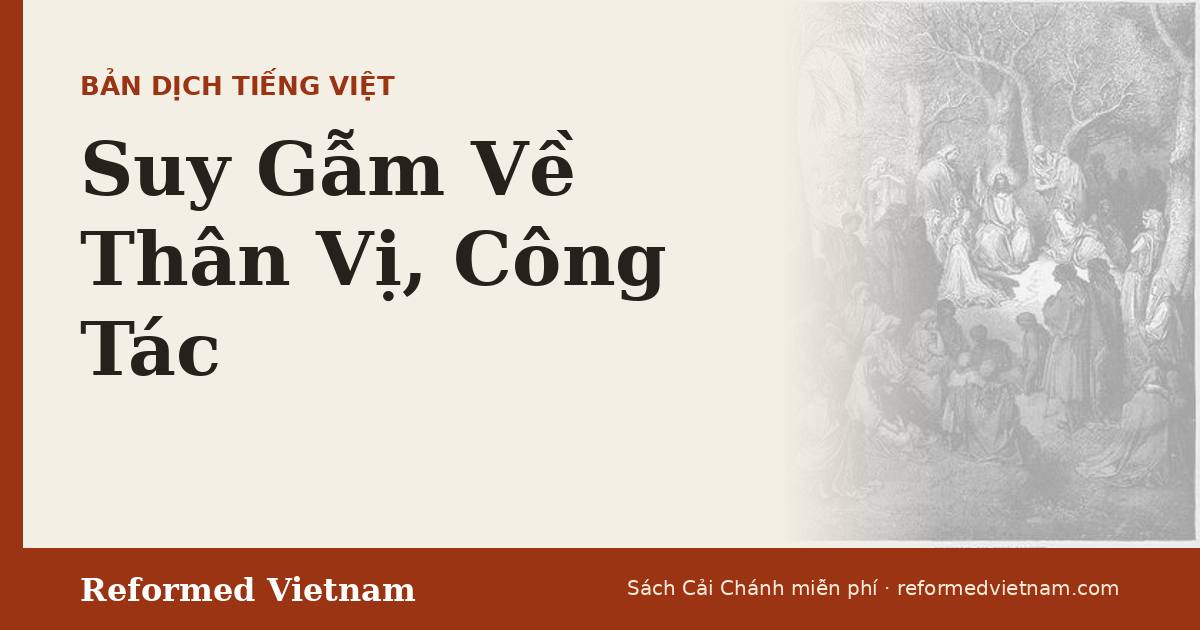 BẢN DỊCH TIẾNG VIỆT
Suy Gẫm Về
Thân Vị, Công
Tác
Reformed Vietnam
Sách Cải Chánh miễn phí · reformedvietnam.com